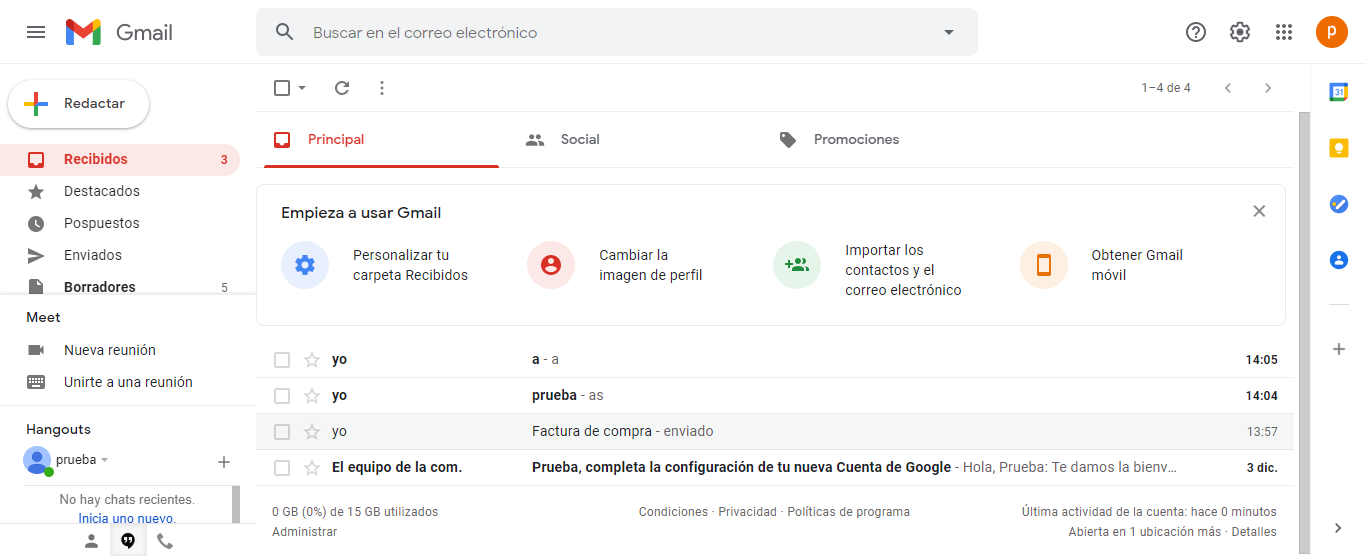 Gmail
Buscar en el correo electrónico
p
Redactar
1–4 de 4
31
Principal
Social
Promociones
Recibidos 3
Destacados
Pospuestos
Enviados
Borradores 5
Empieza a usar Gmail
Personalizar tu
carpeta Recibidos
Cambiar la
imagen de perfil
Importar los
contactos y el
correo electrónico
Obtener Gmail
móvil
Meet
Nueva reunión
Unirte a una reunión
Hangouts
prueba
No hay chats recientes.
Inicia uno nuevo.
yo a - a 14:05
yo prueba - as 14:04
yo Factura de compra - enviado 13:57
El equipo de la com. Prueba, completa la configuración de tu nueva Cuenta de Google - Hola, Prueba: Te damos la bienv… 3 dic.
0 GB (0%) de 15 GB utilizados
Administrar
Condiciones · Privacidad · Políticas de programa
Última actividad de la cuenta: hace 0 minutos
Abierta en 1 ubicación más · Detalles